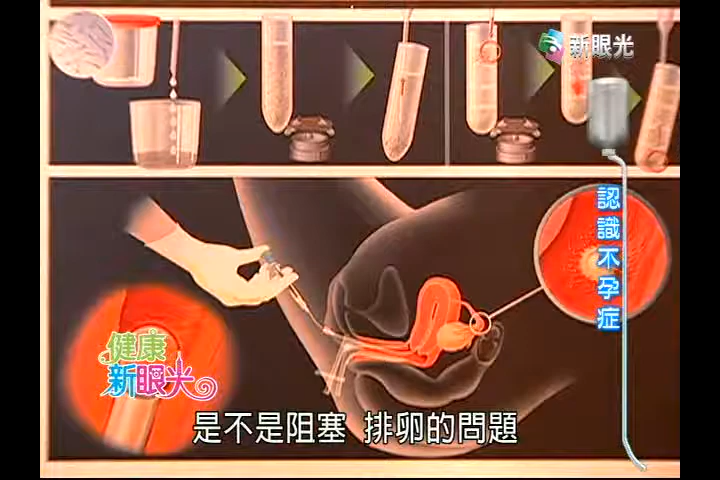 新眼光
認識不孕症
健康
新眼光
是不是阻塞 排卵的問題